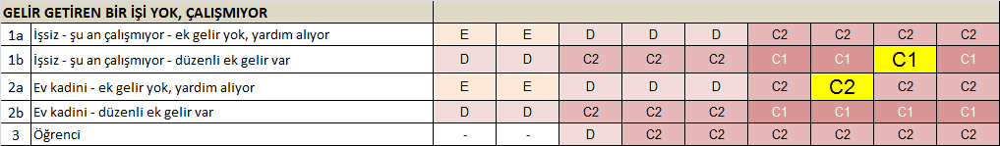 GELİR GETİREN BİR İŞİ YOK, ÇALIŞMIYOR
1a İşsiz - şu an çalışmıyor - ek gelir yok, yardım alıyor E E D D D C2 C2 C2 C2
1b İşsiz - şu an çalışmıyor - düzenli ek gelir var D D C2 C2 C2 C1 C1 C1 C1
2a Ev kadini - ek gelir yok, yardim aliyor E E D D D C2 C2 C2 C2
2b Ev kadini - düzenli ek gelir var D D C2 C2 C2 C1 C1 C1 C1
3 Öğrenci - - D C2 C2 C2 C2 C2 C2